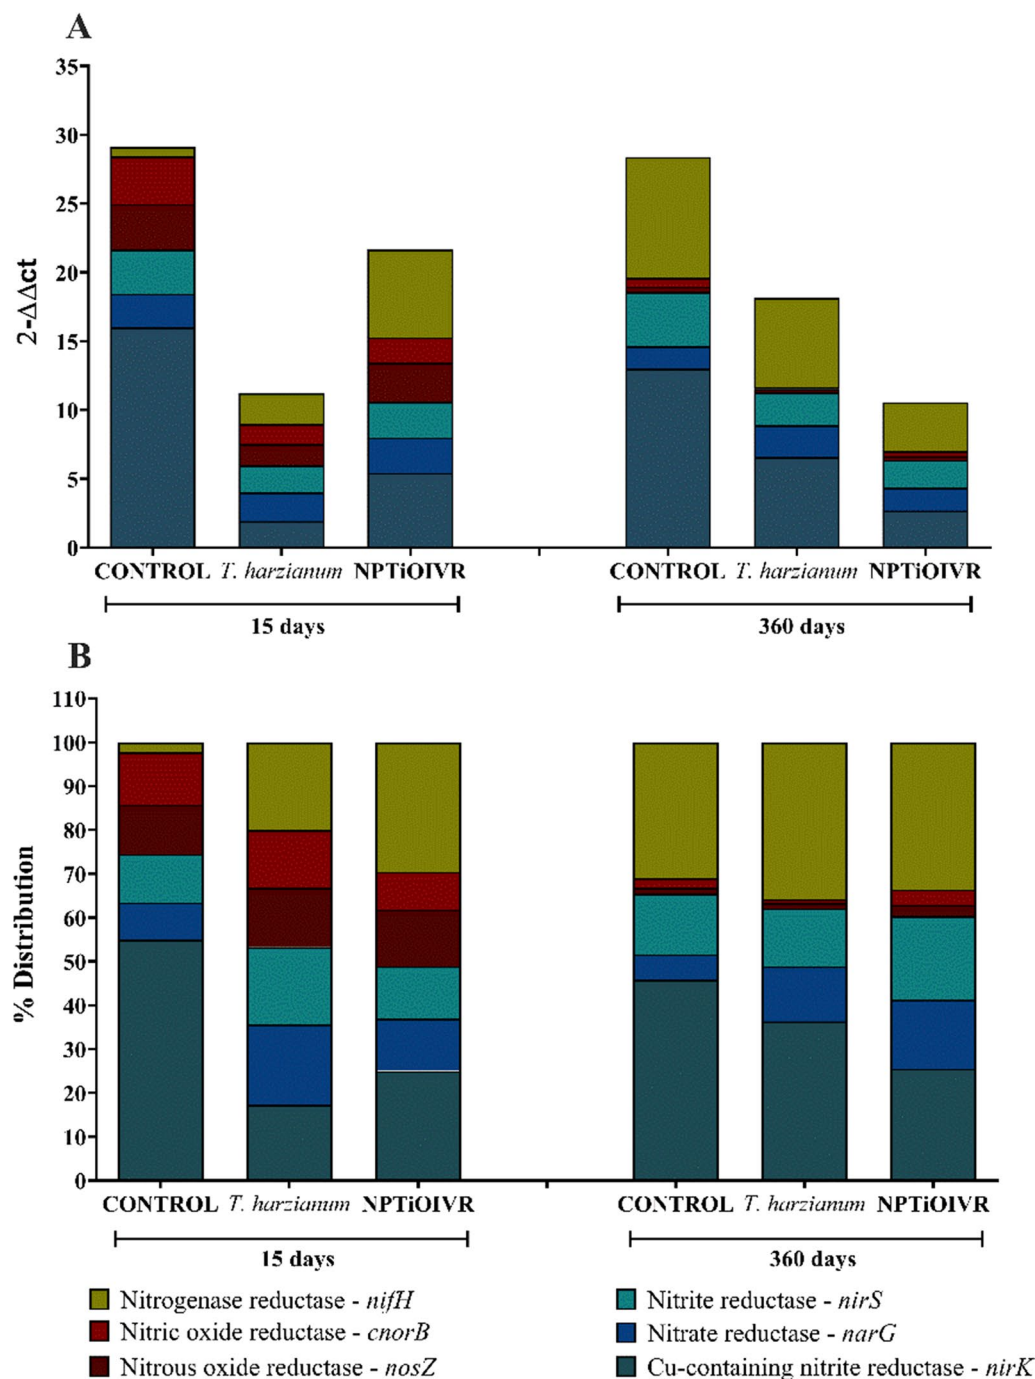 A
35
30
25
20
15
10
5
0
2-ΔΔct
CONTROL T. harzianum NPTiOIVR CONTROL T. harzianum NPTiOIVR
15 days 360 days
B
110
100
90
80
70
60
50
40
30
20
10
0
% Distribution
CONTROL T. harzianum NPTiOIVR CONTROL T. harzianum NPTiOIVR
15 days 360 days
Nitrogenase reductase - nifH
Nitric oxide reductase - cnorB
Nitrous oxide reductase - nosZ
Nitrite reductase - nirS
Nitrate reductase - narG
Cu-containing nitrite reductase - nirK